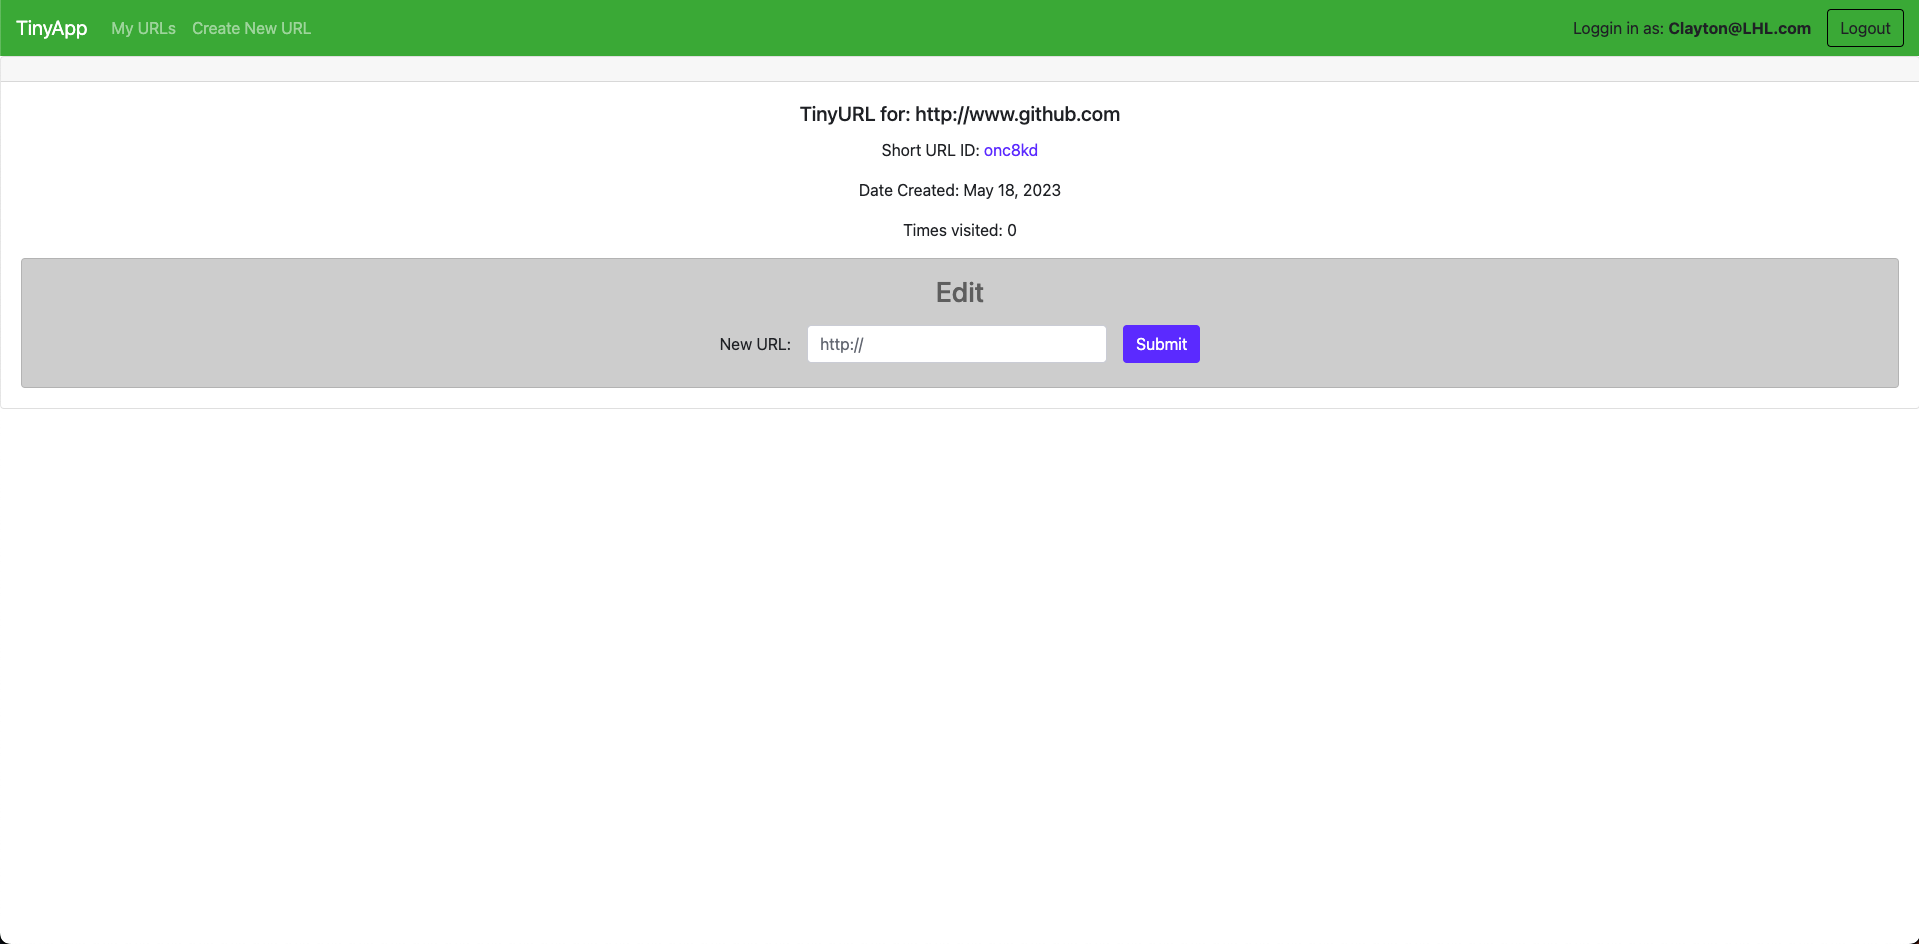 TinyApp My URLs Create New URL Loggin in as: Clayton@LHL.com Logout
TinyURL for: http://www.github.com
Short URL ID: onc8kd
Date Created: May 18, 2023
Times visited: 0
Edit
New URL: http:// Submit